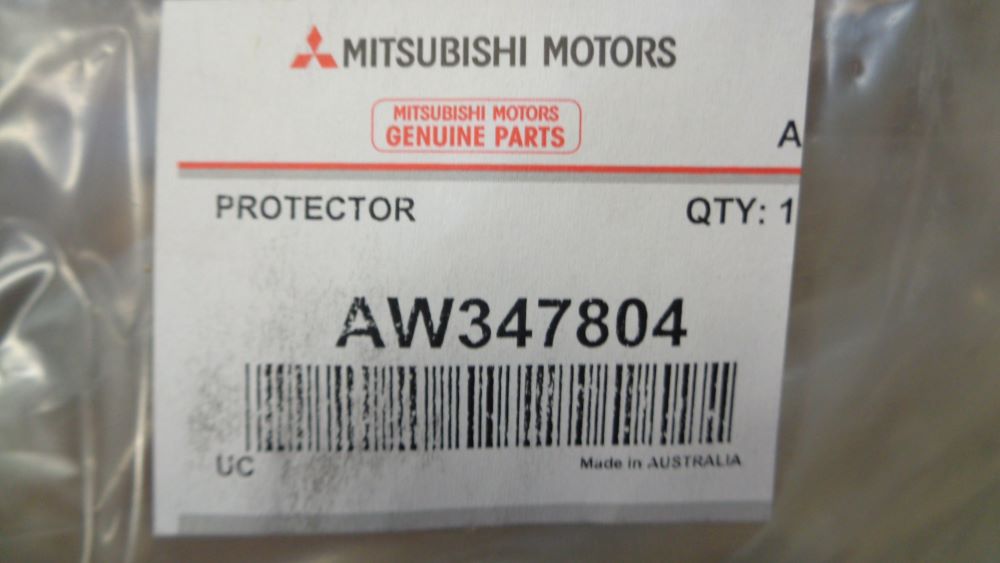 MITSUBISHI MOTORS
MITSUBISHI MOTORS
GENUINE PARTS
A
PROTECTOR QTY: 1
AW347804
UC Made in AUSTRALIA